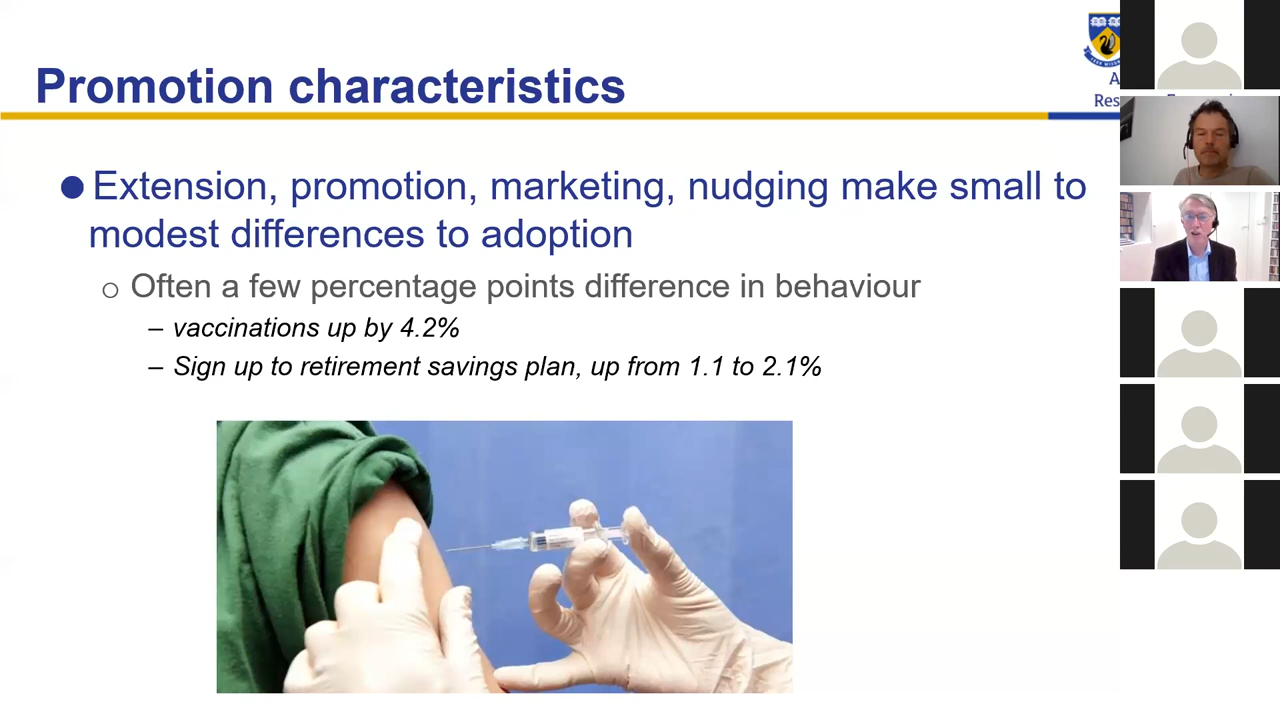 Promotion characteristics
Extension, promotion, marketing, nudging make small to
modest differences to adoption
Often a few percentage points difference in behaviour
– vaccinations up by 4.2%
– Sign up to retirement savings plan, up from 1.1 to 2.1%